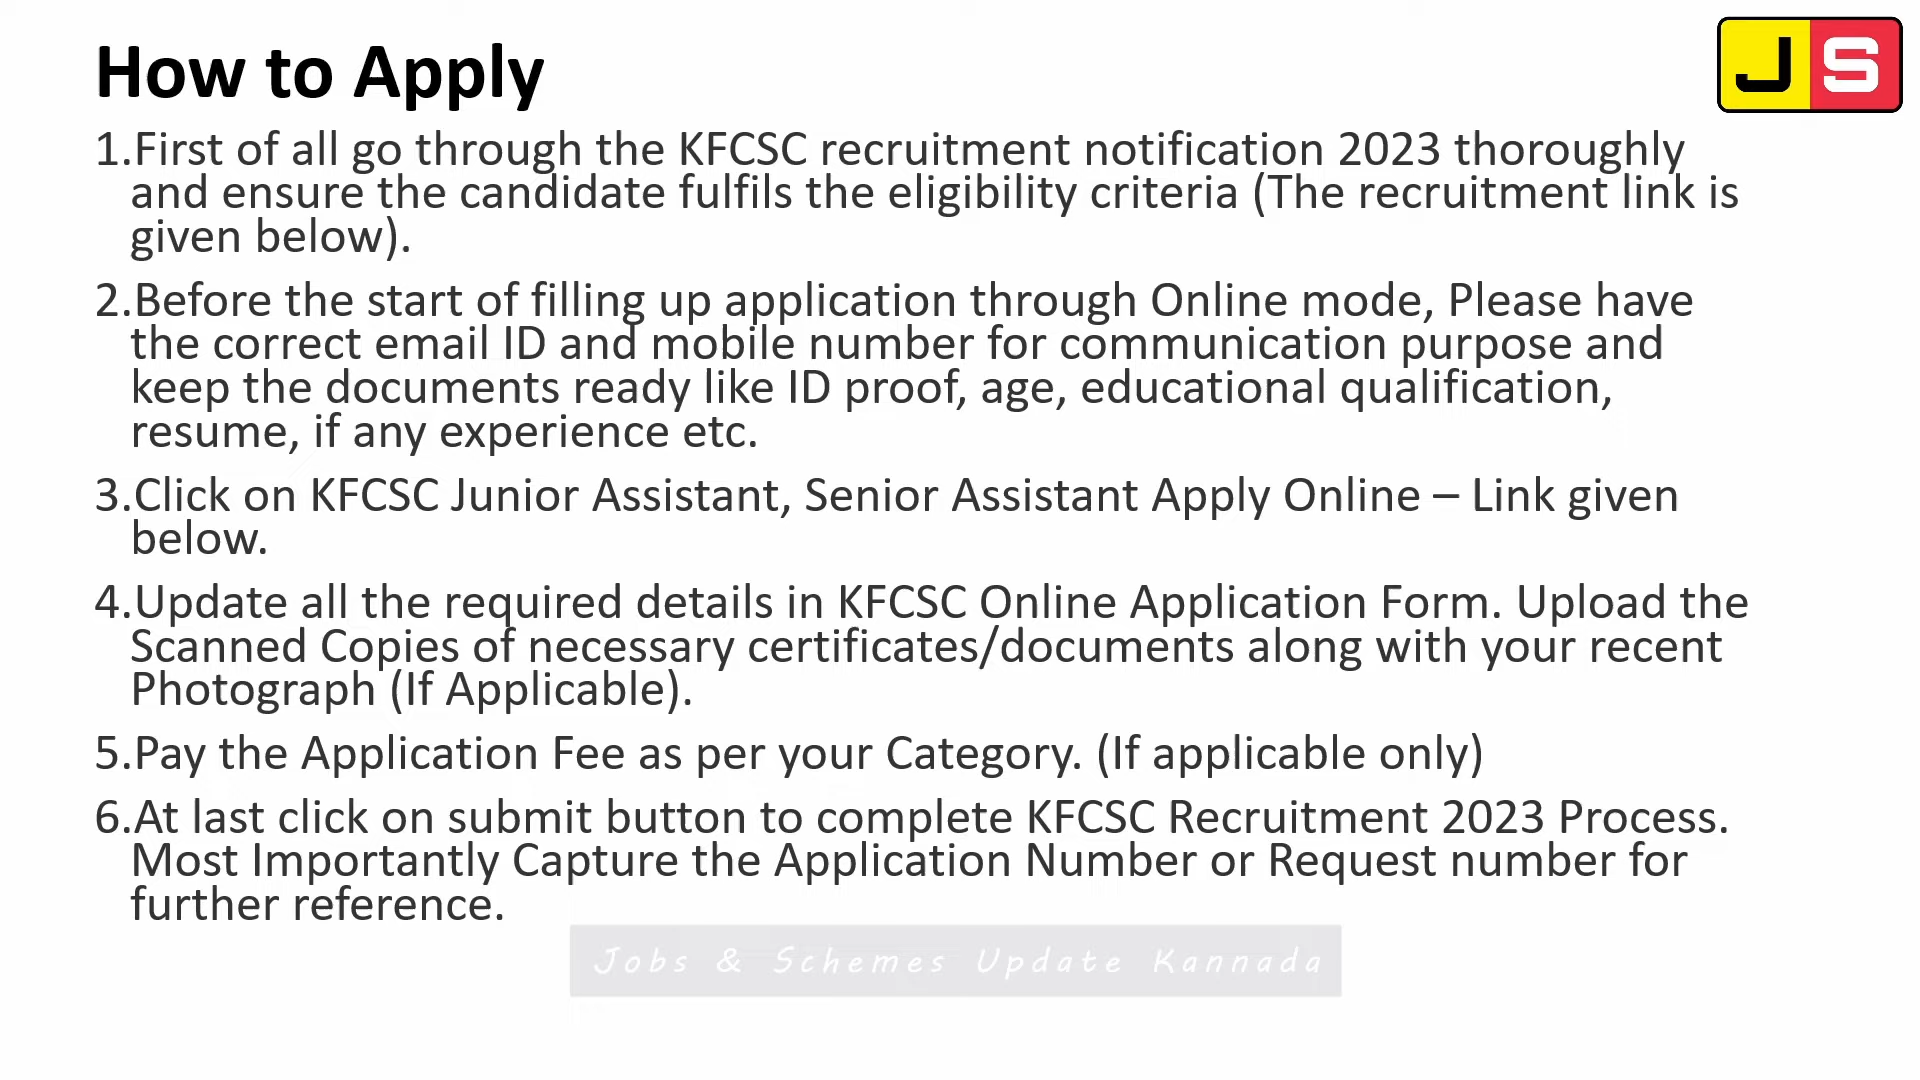 How to Apply
JS
1.First of all go through the KFCSC recruitment notification 2023 thoroughly
and ensure the candidate fulfils the eligibility criteria (The recruitment link is
given below).
2.Before the start of filling up application through Online mode, Please have
the correct email ID and mobile number for communication purpose and
keep the documents ready like ID proof, age, educational qualification,
resume, if any experience etc.
3.Click on KFCSC Junior Assistant, Senior Assistant Apply Online – Link given
below.
4.Update all the required details in KFCSC Online Application Form. Upload the
Scanned Copies of necessary certificates/documents along with your recent
Photograph (If Applicable).
5.Pay the Application Fee as per your Category. (If applicable only)
6.At last click on submit button to complete KFCSC Recruitment 2023 Process.
Most Importantly Capture the Application Number or Request number for
further reference.
Jobs & Schemes Update Kannada